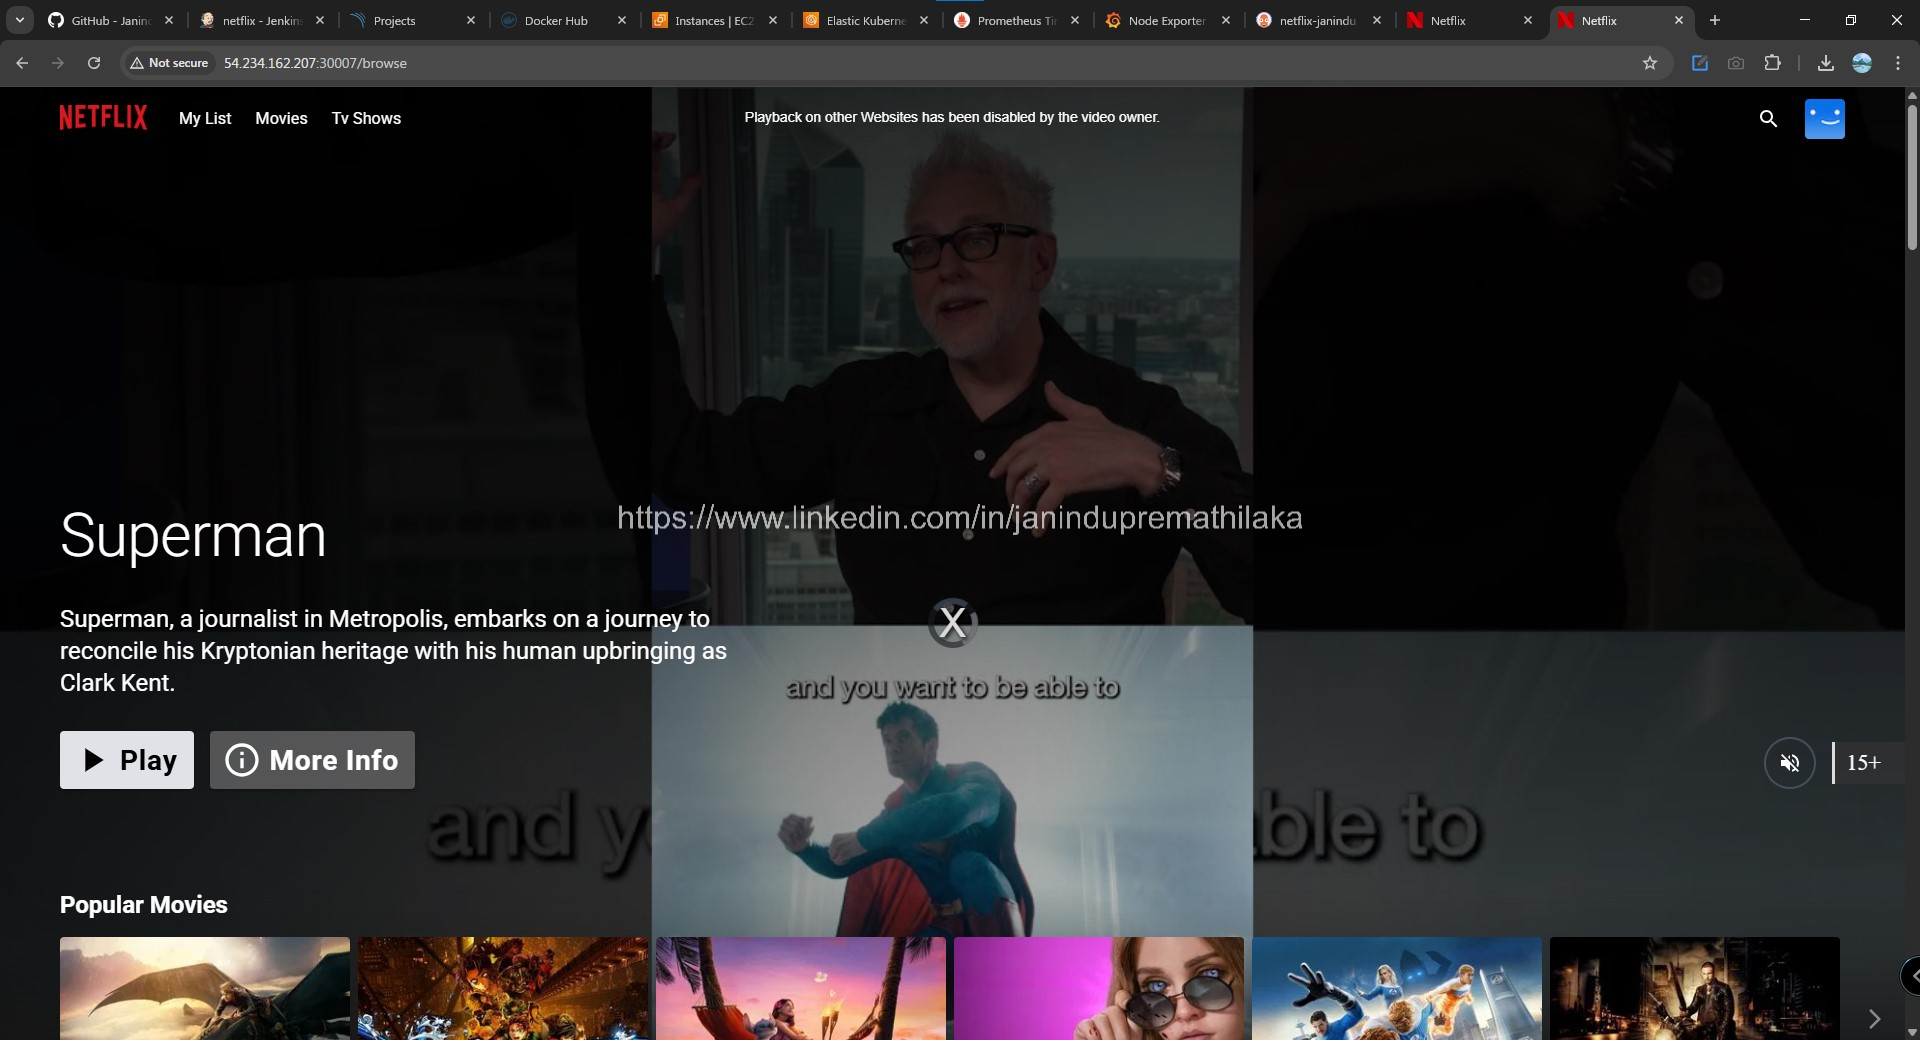 GitHub - Janin
netflix - Jenkins
Projects
Docker Hub
Instances | EC2
Elastic Kuberne
Prometheus Ti
Node Exporter
netflix-janindu
Netflix
Netflix
Not secure
54.234.162.207:30007/browse
NETFLIX
My List
Movies
Tv Shows
Playback on other Websites has been disabled by the video owner.
https://www.linkedin.com/in/janindupremathilaka
Superman
Superman, a journalist in Metropolis, embarks on a journey to
reconcile his Kryptonian heritage with his human upbringing as
Clark Kent.
X
and you want to be able to
Play
More Info
15+
and y
ble to
Popular Movies